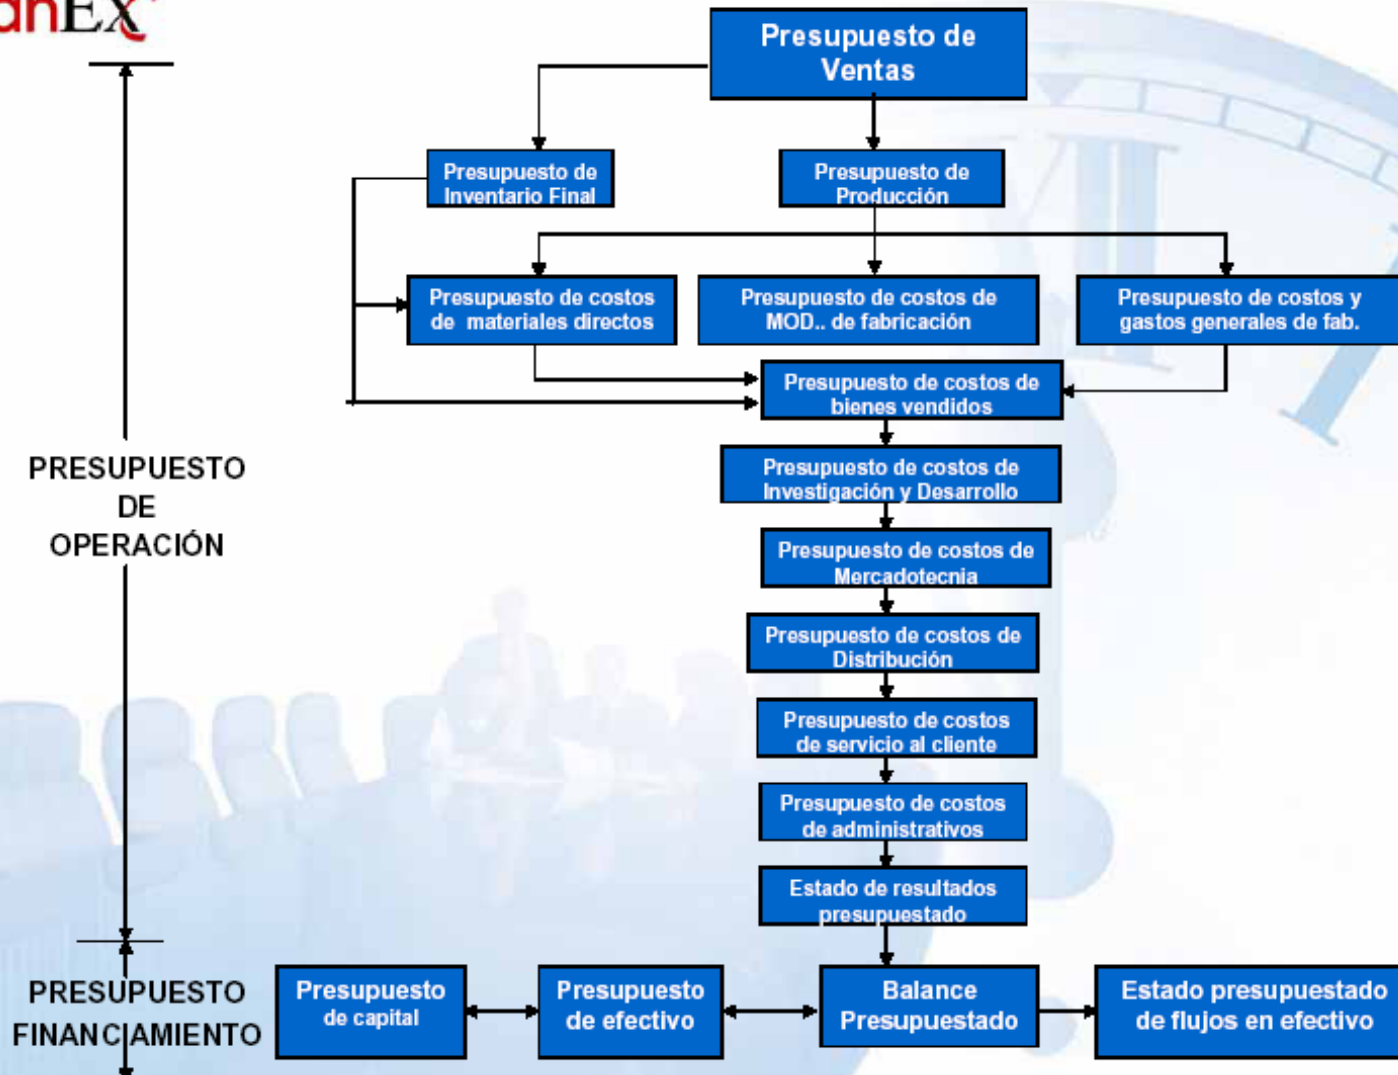 anEx
Presupuesto de
Ventas
Presupuesto de
Inventario Final
Presupuesto de
Producción
Presupuesto de costos
de materiales directos
Presupuesto de costos de
MOD.. de fabricación
Presupuesto de costos y
gastos generales de fab.
Presupuesto de costos de
bienes vendidos
PRESUPUESTO
DE
OPERACIÓN
Presupuesto de costos de
Investigación y Desarrollo
Presupuesto de costos de
Mercadotecnia
Presupuesto de costos de
Distribución
Presupuesto de costos
de servicio al cliente
Presupuesto de costos
de administrativos
Estado de resultados
presupuestado
PRESUPUESTO
FINANCIAMIENTO
Presupuesto
de capital
Presupuesto
de efectivo
Balance
Presupuestado
Estado presupuestado
de flujos en efectivo